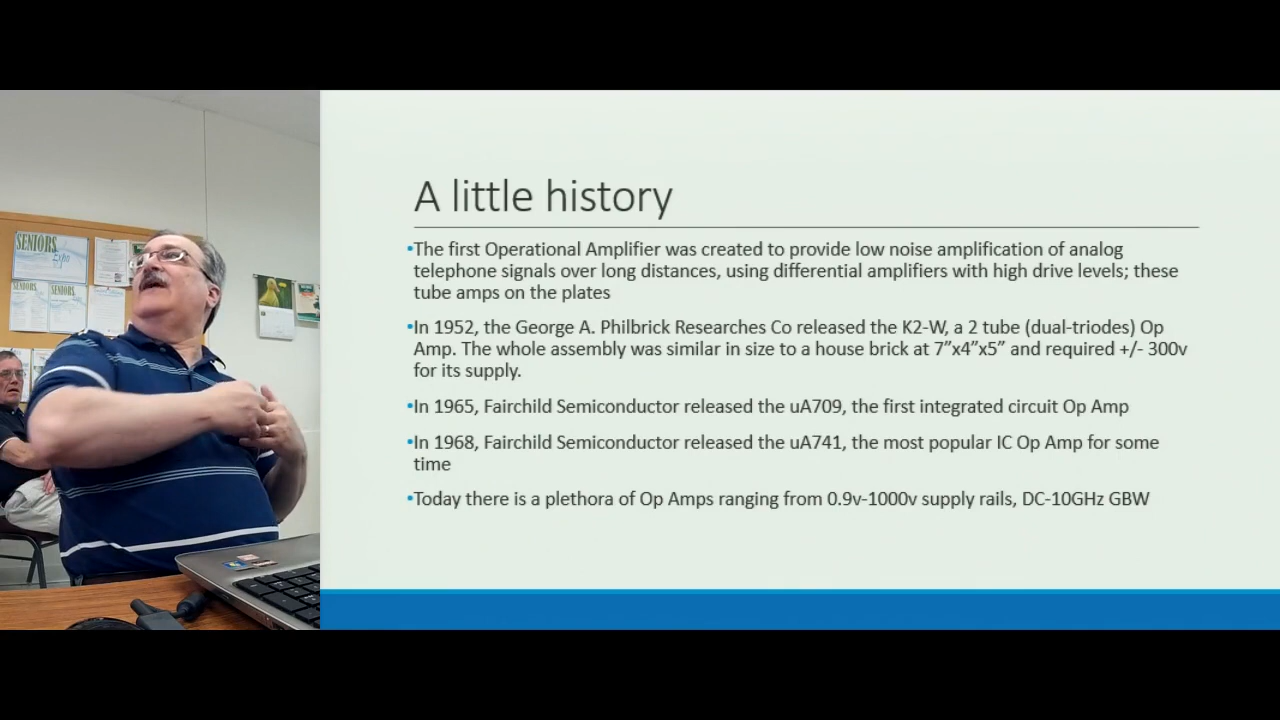 A little history
•The first Operational Amplifier was created to provide low noise amplification of analog
telephone signals over long distances, using differential amplifiers with high drive levels; these
tube amps on the plates
•In 1952, the George A. Philbrick Researches Co released the K2-W, a 2 tube (dual-triodes) Op
Amp. The whole assembly was similar in size to a house brick at 7”x4”x5” and required +/- 300v
for its supply.
•In 1965, Fairchild Semiconductor released the uA709, the first integrated circuit Op Amp
•In 1968, Fairchild Semiconductor released the uA741, the most popular IC Op Amp for some
time
•Today there is a plethora of Op Amps ranging from 0.9v-1000v supply rails, DC-10GHz GBW
SENIORS
Expo
SENIORS
SENIORS